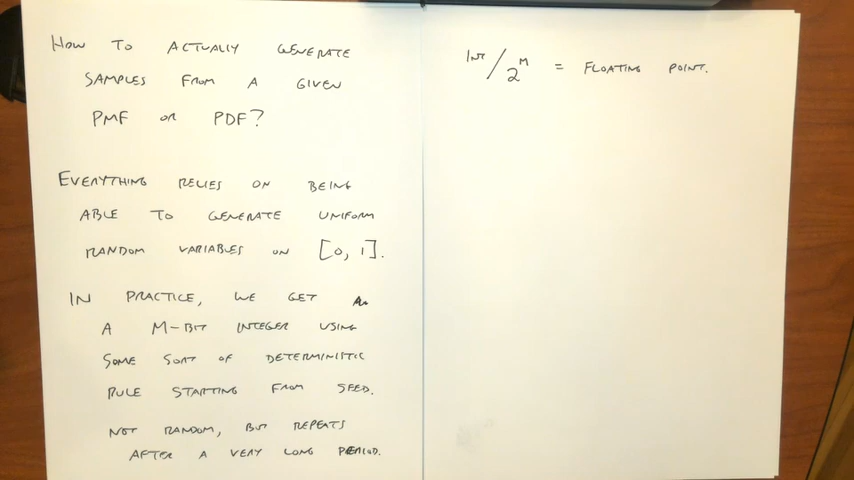 HOW TO ACTUALLY GENERATE
SAMPLES FROM A GIVEN
PMF OR PDF?
EVERYTHING RELIES ON BEING
ABLE TO GENERATE UNIFORM
RANDOM VARIABLES ON [0, 1].
IN PRACTICE, WE GET
A M-BIT INTEGER USING
SOME SORT OF DETERMINISTIC
RULE STARTING FROM SEED.
NOT RANDOM, BUT REPEATS
AFTER A VERY LONG PERIOD.
INT / 2^M = FLOATING POINT.